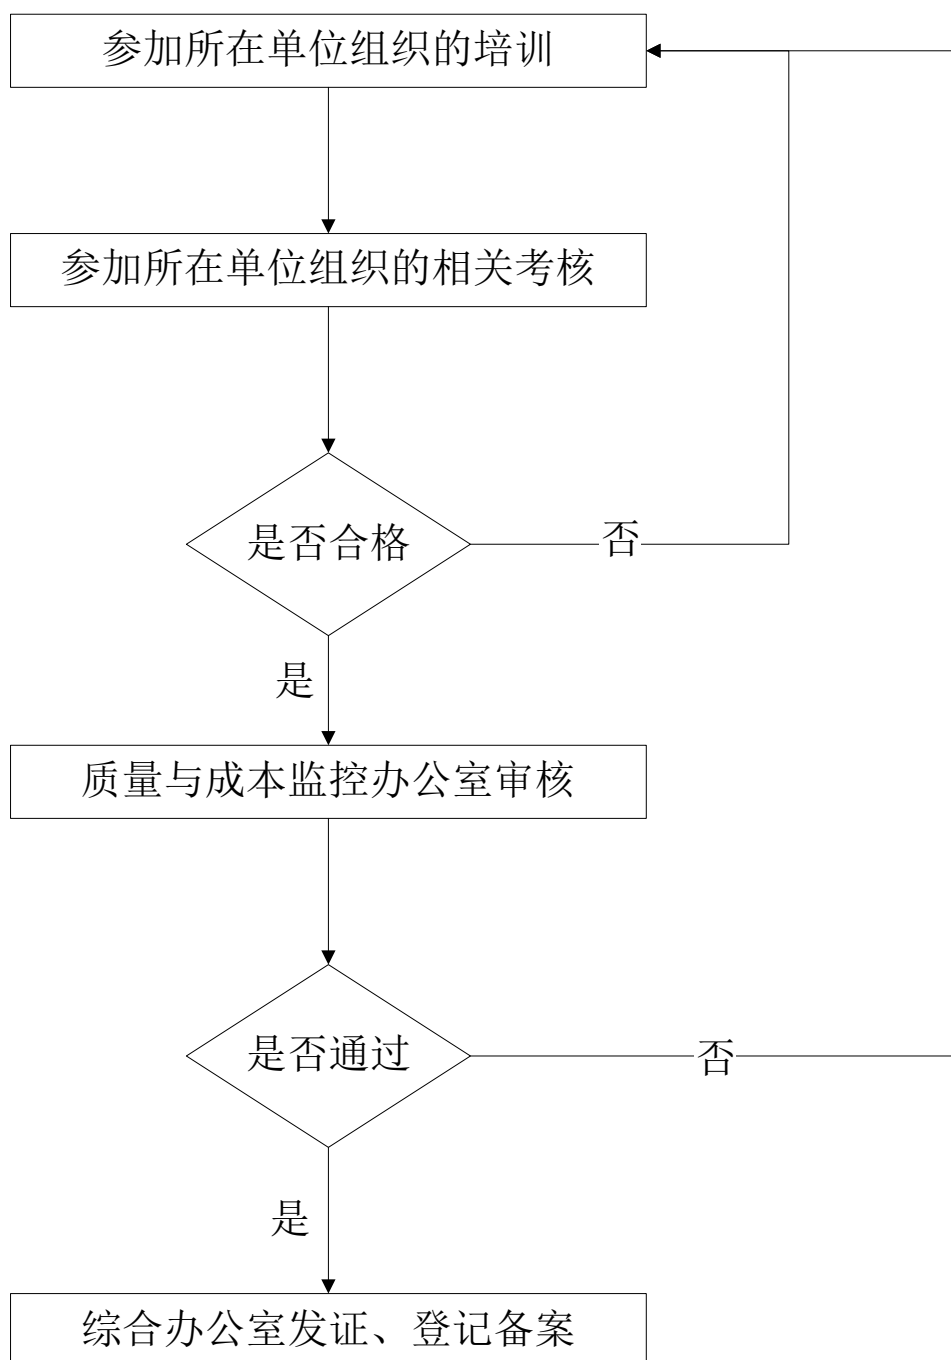 参加所在单位组织的培训
参加所在单位组织的相关考核
是否合格
否
是
质量与成本监控办公室审核
是否通过
否
是
综合办公室发证、登记备案